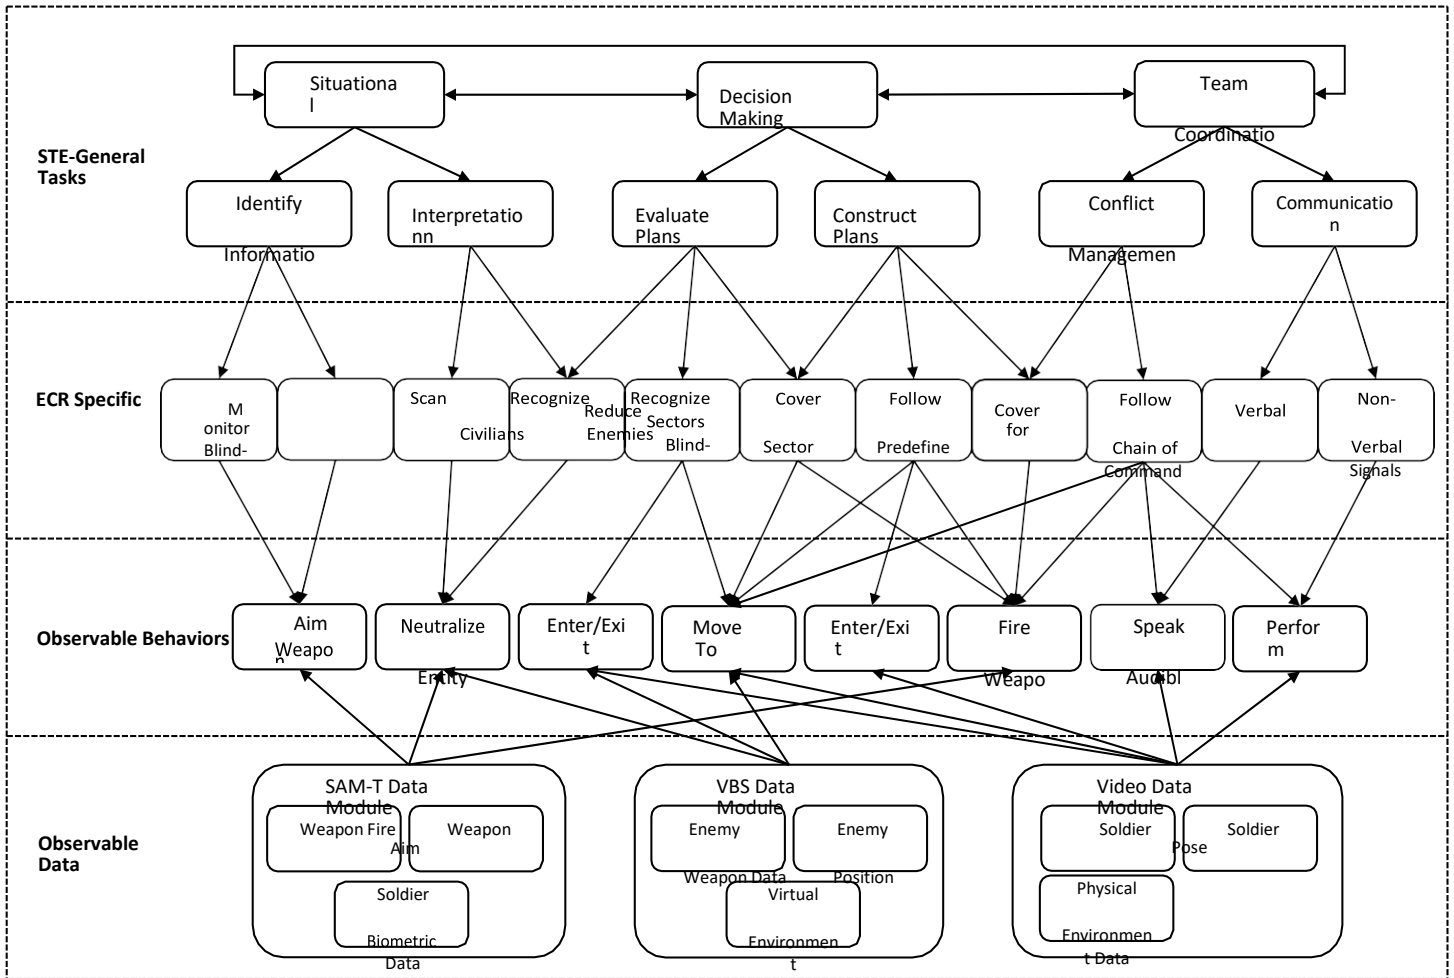 Situationa
l
Decision
Making
Team
Coordinatio
STE-General
Tasks
Identify
Informatio
Interpretatio
nn
Evaluate
Plans
Construct
Plans
Conflict
Managemen
Communicatio
n
ECR Specific
M
onitor
Blind-
Scan
Civilians
Recognize
Reduce
Enemies
Recognize
Sectors
Blind-
Cover
Sector
Follow
Predefine
Cover
for
Follow
Chain of
Command
Verbal
Non-
Verbal
Signals
Observable Behaviors
Aim
Weapo
n
Neutralize
Entity
Enter/Exi
t
Move
To
Enter/Exi
t
Fire
Weapo
Speak
Audibl
Perfor
m
Observable
Data
SAM-T Data
Module
Weapon Fire
Aim
Weapon
Soldier
Biometric
Data
VBS Data
Module
Enemy
Weapon Data
Enemy
Position
Virtual
Environmen
t
Video Data
Module
Soldier
Pose
Soldier
Physical
Environmen
t Data